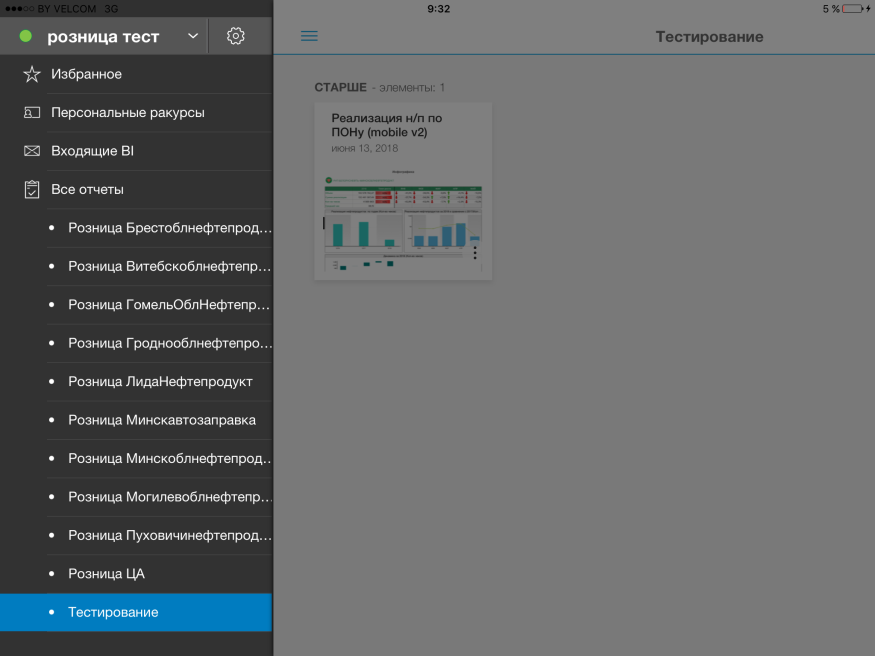 BY VELCOM 3G
9:32
5 %
розница тест
Тестирование
Избранное
Персональные ракурсы
Входящие BI
Все отчеты
Розница Брестоблнефтепрод...
Розница Витебскоблнефтепр...
Розница ГомельОблНефтепр...
Розница Гроднооблнефтепро...
Розница ЛидаНефтепродукт
Розница Минскавтозаправка
Розница Минскоблнефтепрод...
Розница Могилевоблнефтепр...
Розница Пуховичинефтепрод...
Розница ЦА
Тестирование
СТАРШЕ - элементы: 1
Реализация н/п по
ПОНу (mobile v2)
июня 13, 2018